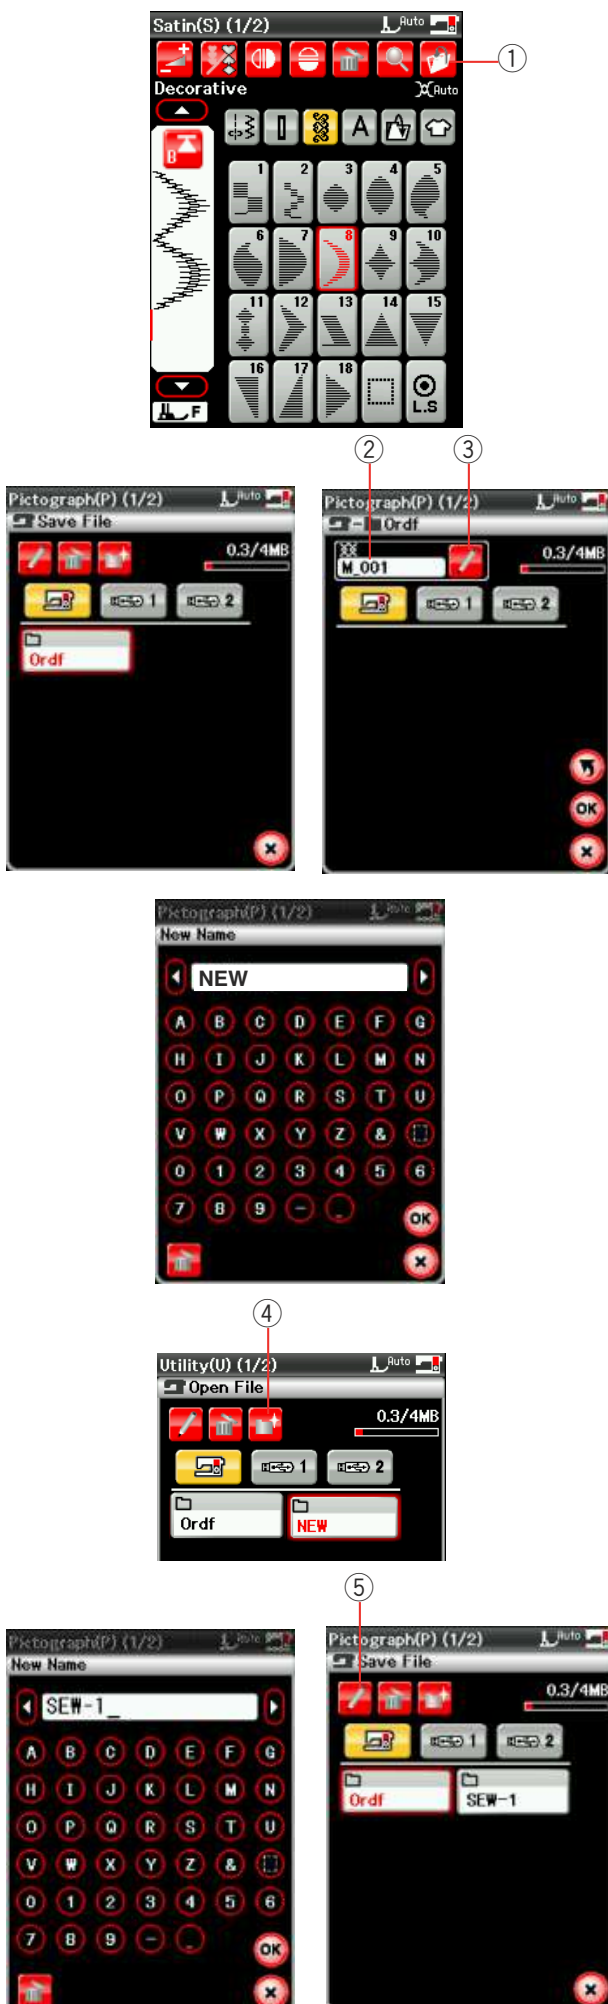 Satin(S) (1/2) Auto
①
Decorative Auto
A
B
1 2 3 4 5
6 7 8 9 10
11 12 13 14 15
16 17 18
L.S
F
② ③
Pictograph(P) (1/2) Auto
Save File
0.3/4MB
1 2
Ordf
Pictograph(P) (1/2) Auto
Ordf
M_001
0.3/4MB
1 2
OK
Pictograph(P) (1/2) Auto
New Name
NEW
A B C D E F G
H I J K L M N
O P Q R S T U
V W X Y Z &
0 1 2 3 4 5 6
7 8 9 - _
OK
④
Utility(U) (1/2) Auto
Open File
0.3/4MB
1 2
Ordf NEW
⑤
Pictograph(P) (1/2) Auto
New Name
SEW-1_
A B C D E F G
H I J K L M N
O P Q R S T U
V W X Y Z &
0 1 2 3 4 5 6
7 8 9 - _
OK
Pictograph(P) (1/2) Auto
Save File
0.3/4MB
1 2
Ordf SEW-1